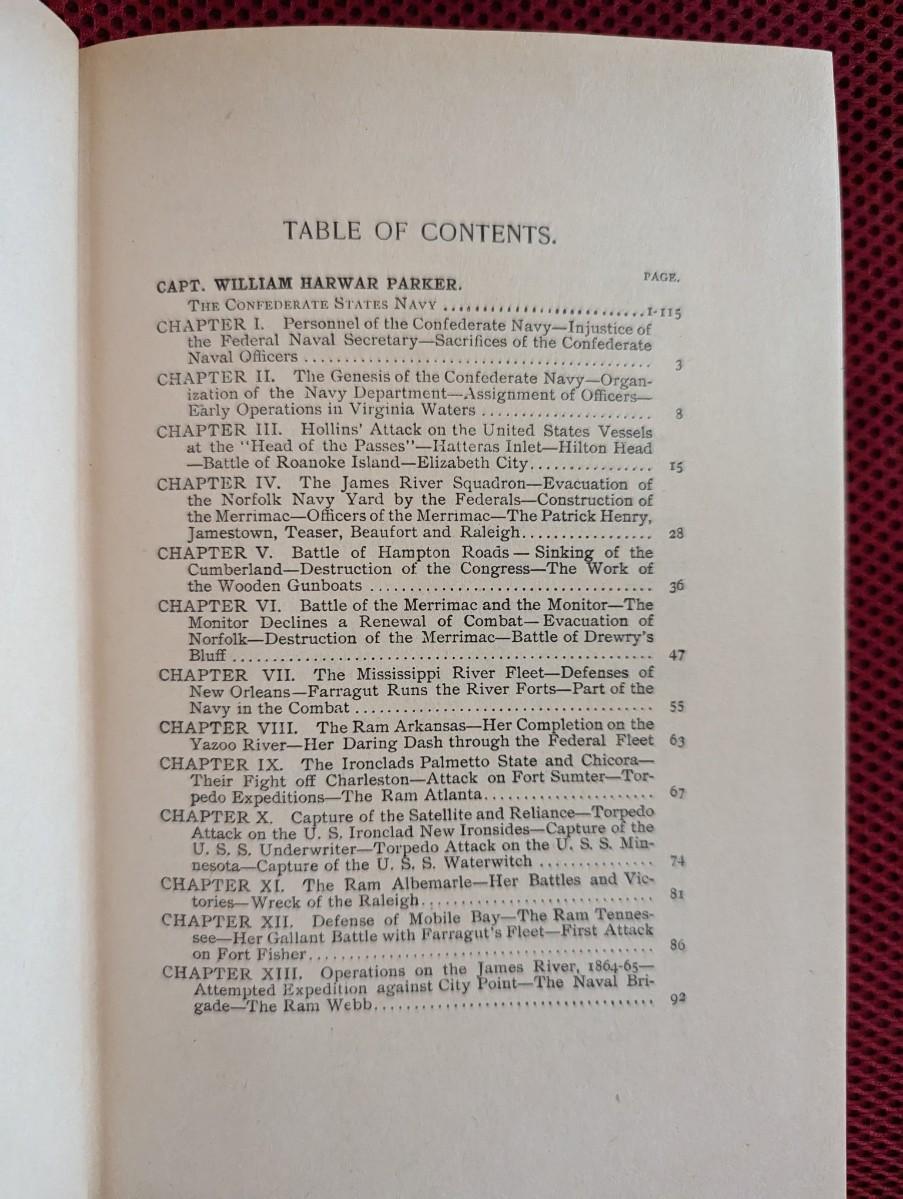 TABLE OF CONTENTS.
PAGE.
CAPT. WILLIAM HARWAR PARKER.
THE CONFEDERATE STATES NAVY ............................1-115
CHAPTER I. Personnel of the Confederate Navy—Injustice of
the Federal Naval Secretary—Sacrifices of the Confederate
Naval Officers .......................................... 3
CHAPTER II. The Genesis of the Confederate Navy—Organ-
ization of the Navy Department—Assignment of Officers—
Early Operations in Virginia Waters ..................... 8
CHAPTER III. Hollins' Attack on the United States Vessels
at the "Head of the Passes"—Hatteras Inlet—Hilton Head
—Battle of Roanoke Island—Elizabeth City............... 15
CHAPTER IV. The James River Squadron—Evacuation of
the Norfolk Navy Yard by the Federals—Construction of
the Merrimac—Officers of the Merrimac—The Patrick Henry,
Jamestown, Teaser, Beaufort and Raleigh................ 28
CHAPTER V. Battle of Hampton Roads—Sinking of the
Cumberland—Destruction of the Congress—The Work of
the Wooden Gunboats ................................... 36
CHAPTER VI. Battle of the Merrimac and the Monitor—The
Monitor Declines a Renewal of Combat—Evacuation of
Norfolk—Destruction of the Merrimac—Battle of Drewry's
Bluff .................................................. 47
CHAPTER VII. The Mississippi River Fleet—Defenses of
New Orleans—Farragut Runs the River Forts—Part of the
Navy in the Combat ..................................... 55
CHAPTER VIII. The Ram Arkansas—Her Completion on the
Yazoo River—Her Daring Dash through the Federal Fleet 63
CHAPTER IX. The Ironclads Palmetto State and Chicora—
Their Fight off Charleston—Attack on Fort Sumter—Tor-
pedo Expeditions—The Ram Atlanta..................... 67
CHAPTER X. Capture of the Satellite and Reliance—Torpedo
Attack on the U. S. Ironclad New Ironsides—Capture of the
U. S. S. Underwriter—Torpedo Attack on the U. S. S. Min-
nesota—Capture of the U. S. S. Waterwitch .............. 74
CHAPTER XI. The Ram Albemarle—Her Battles and Vic-
tories—Wreck of the Raleigh............................. 81
CHAPTER XII. Defense of Mobile Bay—The Ram Tennes-
see—Her Gallant Battle with Farragut's Fleet—First Attack
on Fort Fisher.......................................... 86
CHAPTER XIII. Operations on the James River, 1864-65—
Attempted Expedition against City Point—The Naval Bri-
gade—The Ram Webb.................................. 92